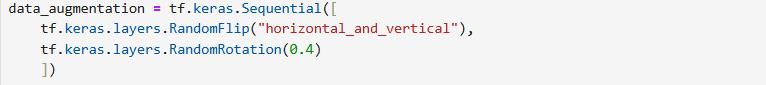 data_augmentation = tf.keras.Sequential([
    tf.keras.layers.RandomFlip("horizontal_and_vertical"),
    tf.keras.layers.RandomRotation(0.4)
    ])